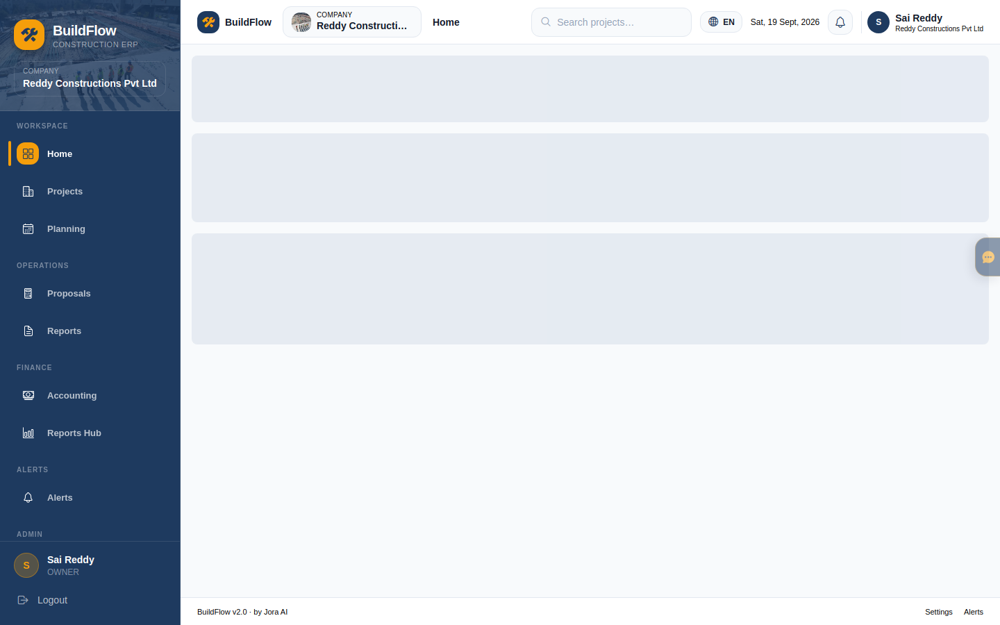 BuildFlow
CONSTRUCTION ERP
COMPANY
Reddy Constructions Pvt Ltd
WORKSPACE
Home
Projects
Planning
OPERATIONS
Proposals
Reports
FINANCE
Accounting
Reports Hub
ALERTS
Alerts
ADMIN
S
Sai Reddy
OWNER
Logout
BuildFlow
COMPANY
Reddy Constructi…
Home
Search projects…
EN
Sat, 19 Sept, 2026
S
Sai Reddy
Reddy Constructions Pvt Ltd
BuildFlow v2.0 · by Jora AI
Settings
Alerts